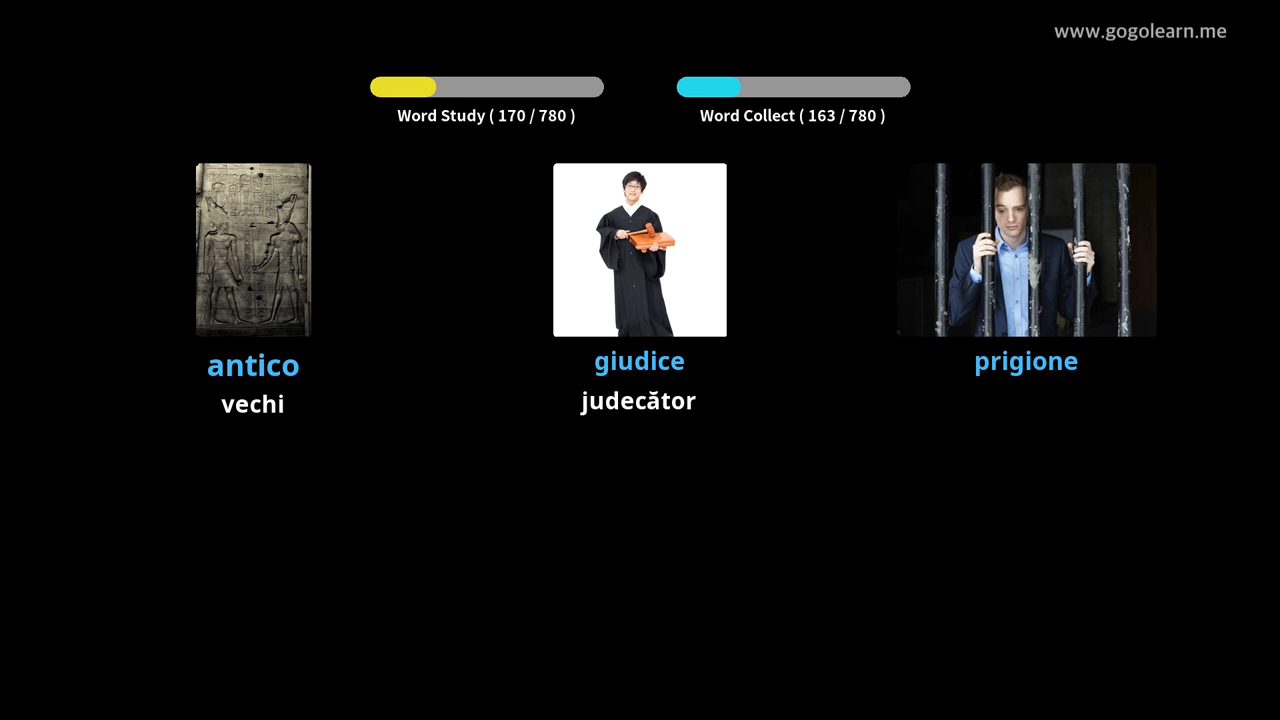 www.gogolearn.me
Word Study ( 170 / 780 )
Word Collect ( 163 / 780 )
antico
vechi
giudice
judecător
prigione